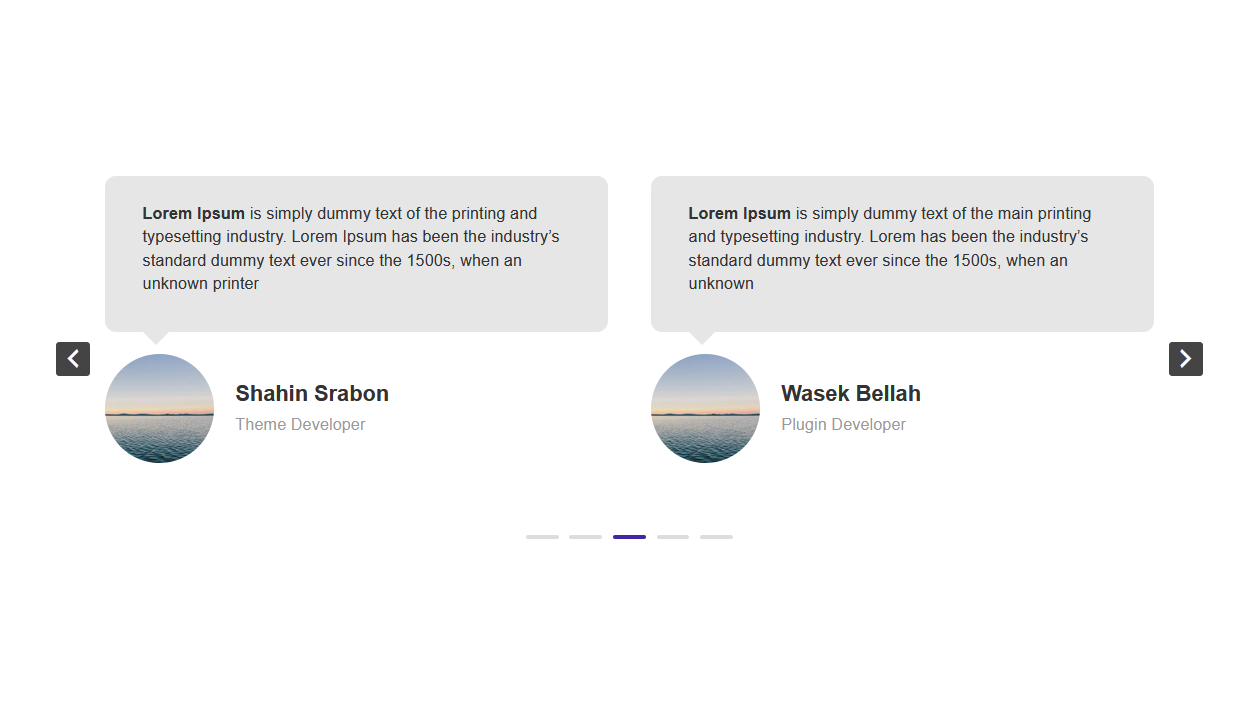 Lorem Ipsum is simply dummy text of the printing and
typesetting industry. Lorem Ipsum has been the industry’s
standard dummy text ever since the 1500s, when an
unknown printer
Shahin Srabon
Theme Developer
Lorem Ipsum is simply dummy text of the main printing
and typesetting industry. Lorem has been the industry’s
standard dummy text ever since the 1500s, when an
unknown
Wasek Bellah
Plugin Developer